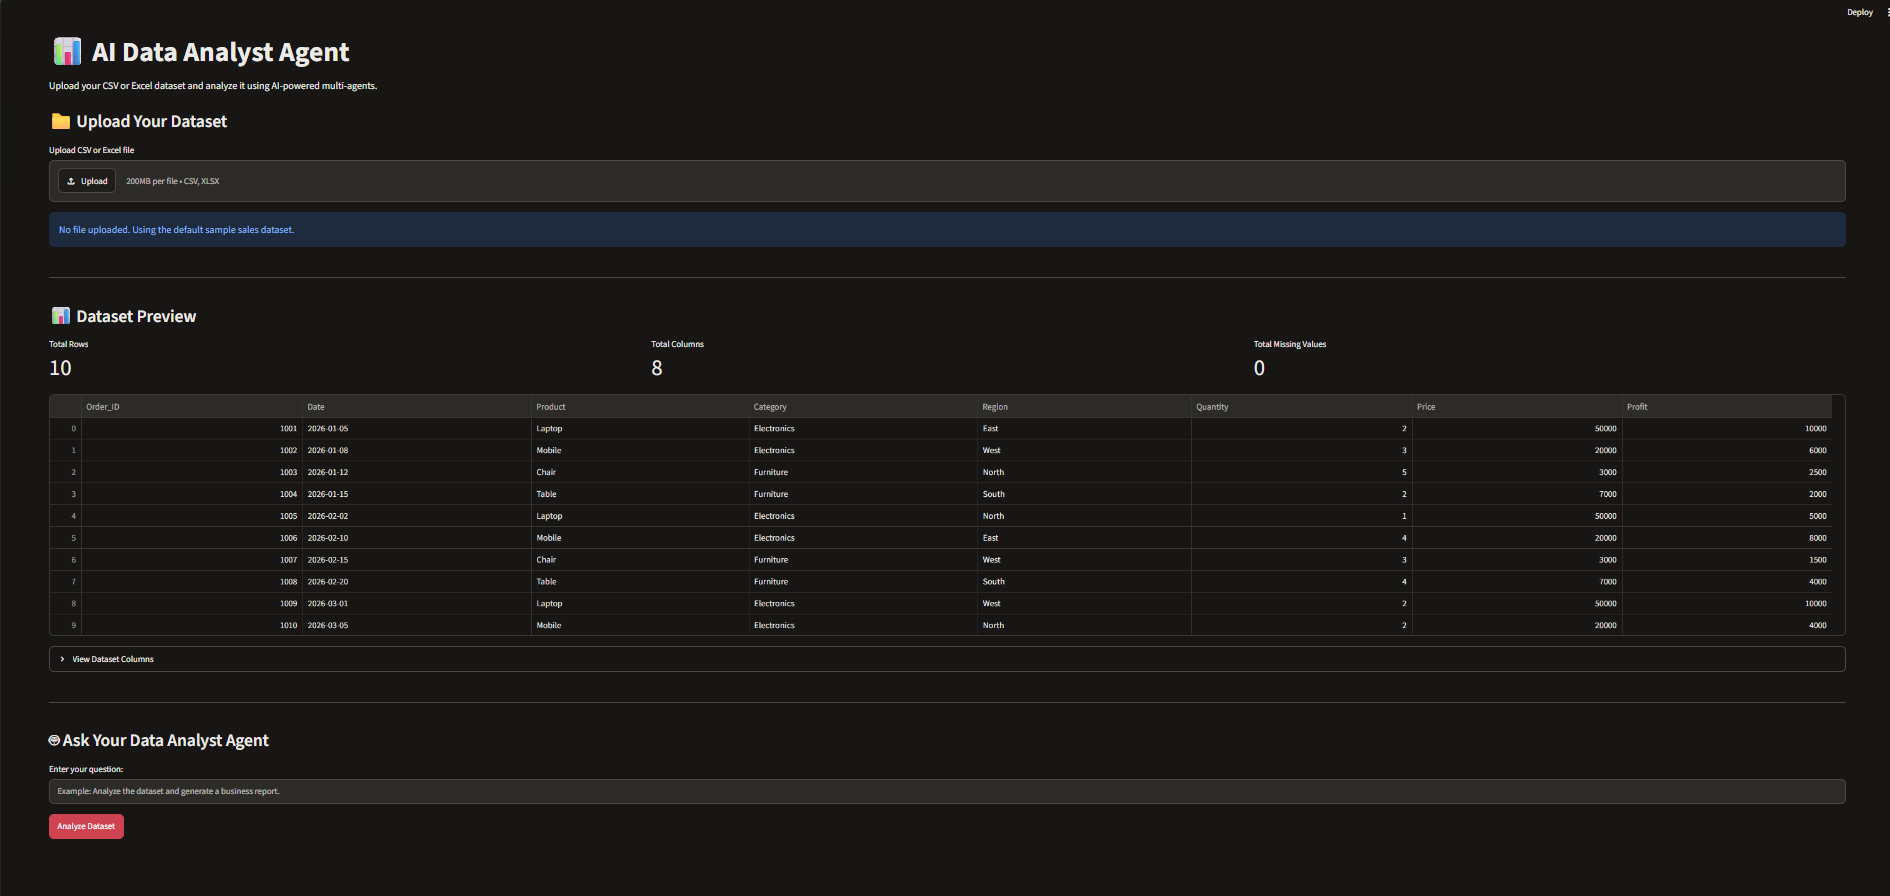 Deploy
AI Data Analyst Agent
Upload your CSV or Excel dataset and analyze it using AI-powered multi-agents.
Upload Your Dataset
Upload CSV or Excel file
Upload 200MB per file • CSV, XLSX
No file uploaded. Using the default sample sales dataset.
Dataset Preview
Total Rows Total Columns Total Missing Values
10 8 0
Order_ID Date Product Category Region Quantity Price Profit
0 1001 2026-01-05 Laptop Electronics East 2 50000 10000
1 1002 2026-01-08 Mobile Electronics West 3 20000 6000
2 1003 2026-01-12 Chair Furniture North 5 3000 2500
3 1004 2026-01-15 Table Furniture South 2 7000 2000
4 1005 2026-02-02 Laptop Electronics North 1 50000 5000
5 1006 2026-02-10 Mobile Electronics East 4 20000 8000
6 1007 2026-02-15 Chair Furniture West 3 3000 1500
7 1008 2026-02-20 Table Furniture South 4 7000 4000
8 1009 2026-03-01 Laptop Electronics West 2 50000 10000
9 1010 2026-03-05 Mobile Electronics North 2 20000 4000
View Dataset Columns
Ask Your Data Analyst Agent
Enter your question:
Example: Analyze the dataset and generate a business report.
Analyze Dataset